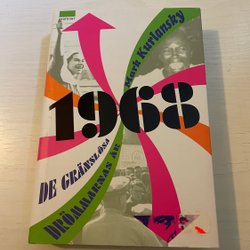 Mark Kurlansky
1968
DE GRÄNSLÖSA
DRÖMMARNAS ÅR